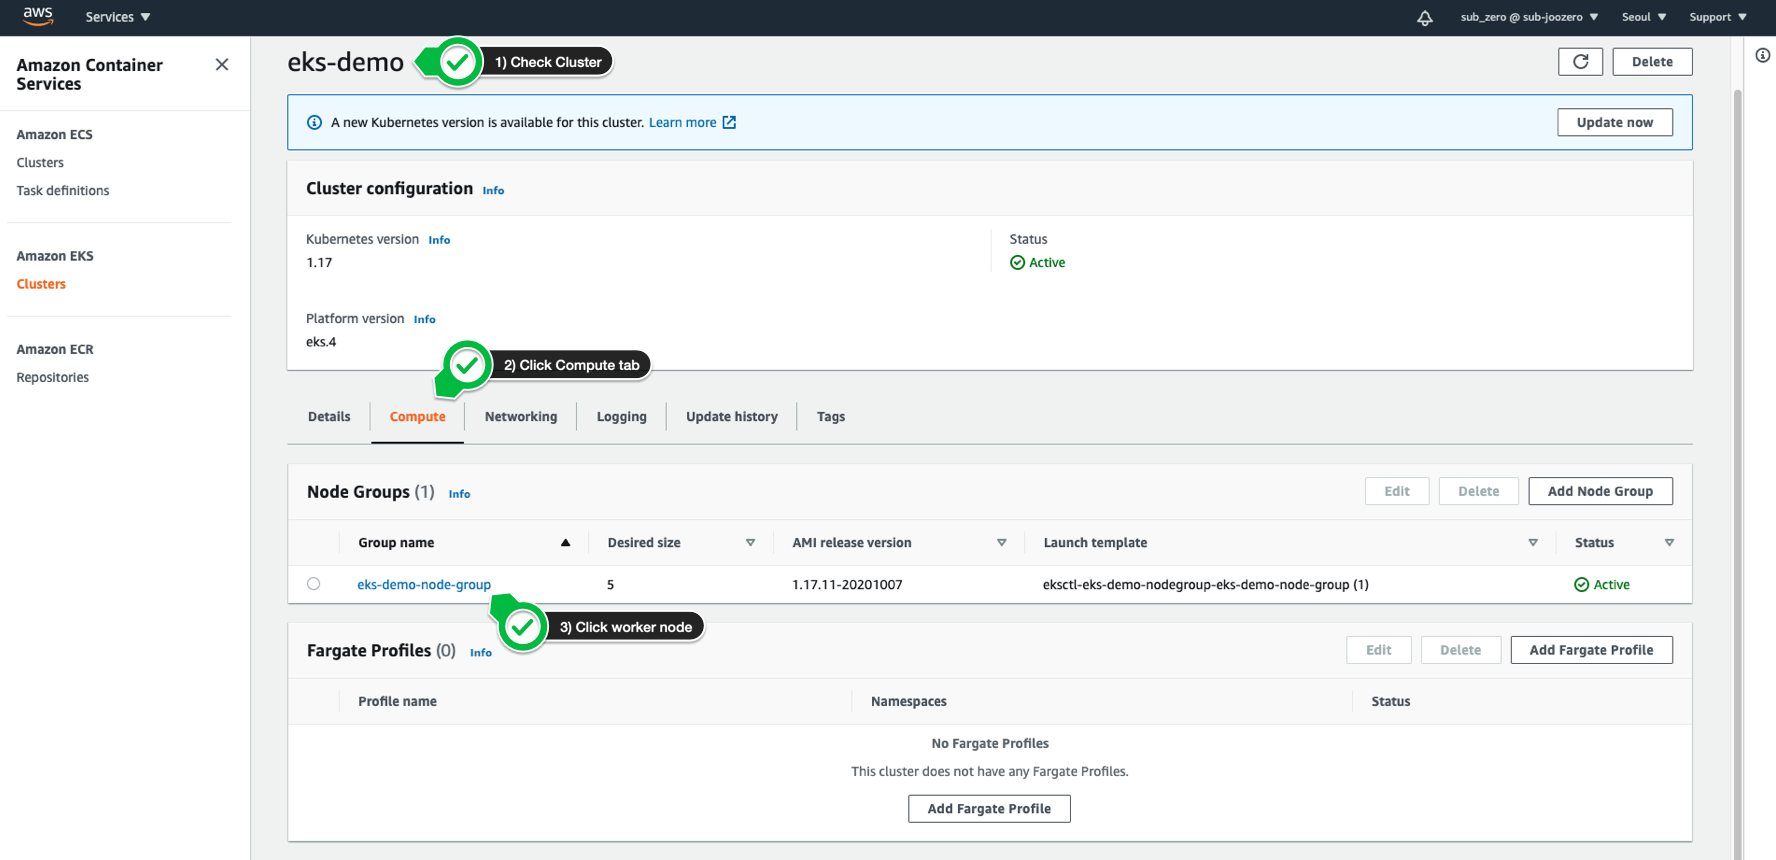 aws
Services
sub_zero @ sub-joozero
Seoul
Support
Amazon Container
Services
Amazon ECS
Clusters
Task definitions
Amazon EKS
Clusters
Amazon ECR
Repositories
eks-demo
1) Check Cluster
Delete
A new Kubernetes version is available for this cluster. Learn more
Update now
Cluster configuration Info
Kubernetes version Info
1.17
Status
Active
Platform version Info
eks.4
2) Click Compute tab
Details
Compute
Networking
Logging
Update history
Tags
Node Groups (1) Info
Edit
Delete
Add Node Group
Group name
Desired size
AMI release version
Launch template
Status
eks-demo-node-group
5
1.17.11-20201007
eksctl-eks-demo-nodegroup-eks-demo-node-group (1)
Active
3) Click worker node
Fargate Profiles (0) Info
Edit
Delete
Add Fargate Profile
Profile name
Namespaces
Status
No Fargate Profiles
This cluster does not have any Fargate Profiles.
Add Fargate Profile